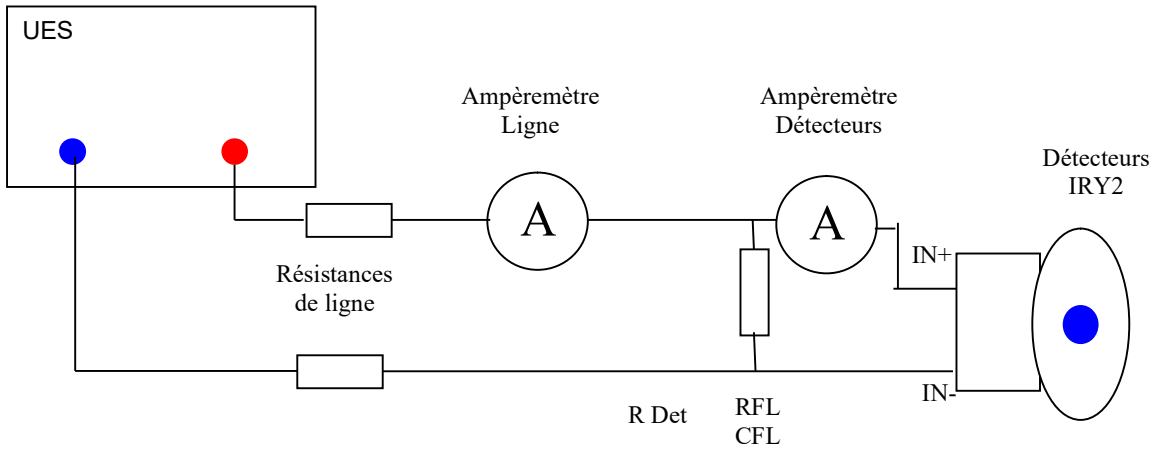 UES
Ampèremètre
Ligne
Ampèremètre
Détecteurs
Détecteurs
IRY2
A
A
IN+
Résistances
de ligne
IN-
R Det
RFL
CFL